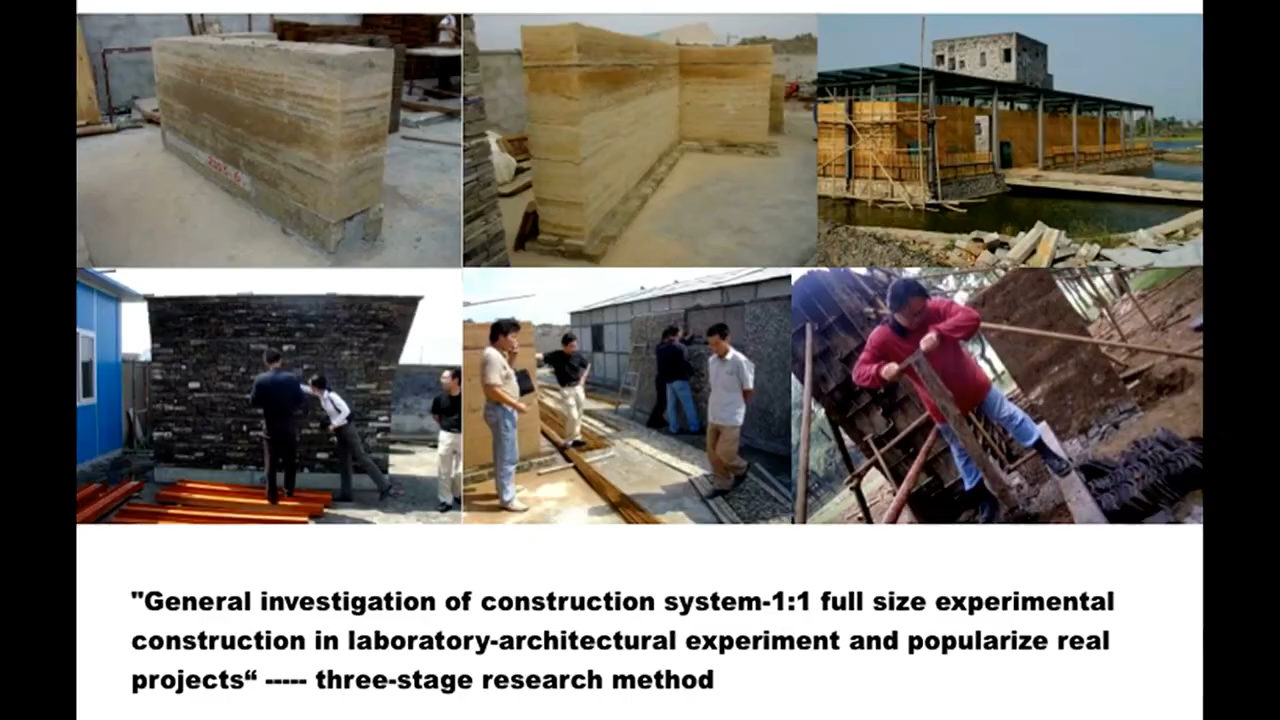 "General investigation of construction system-1:1 full size experimental
construction in laboratory-architectural experiment and popularize real
projects“ ----- three-stage research method